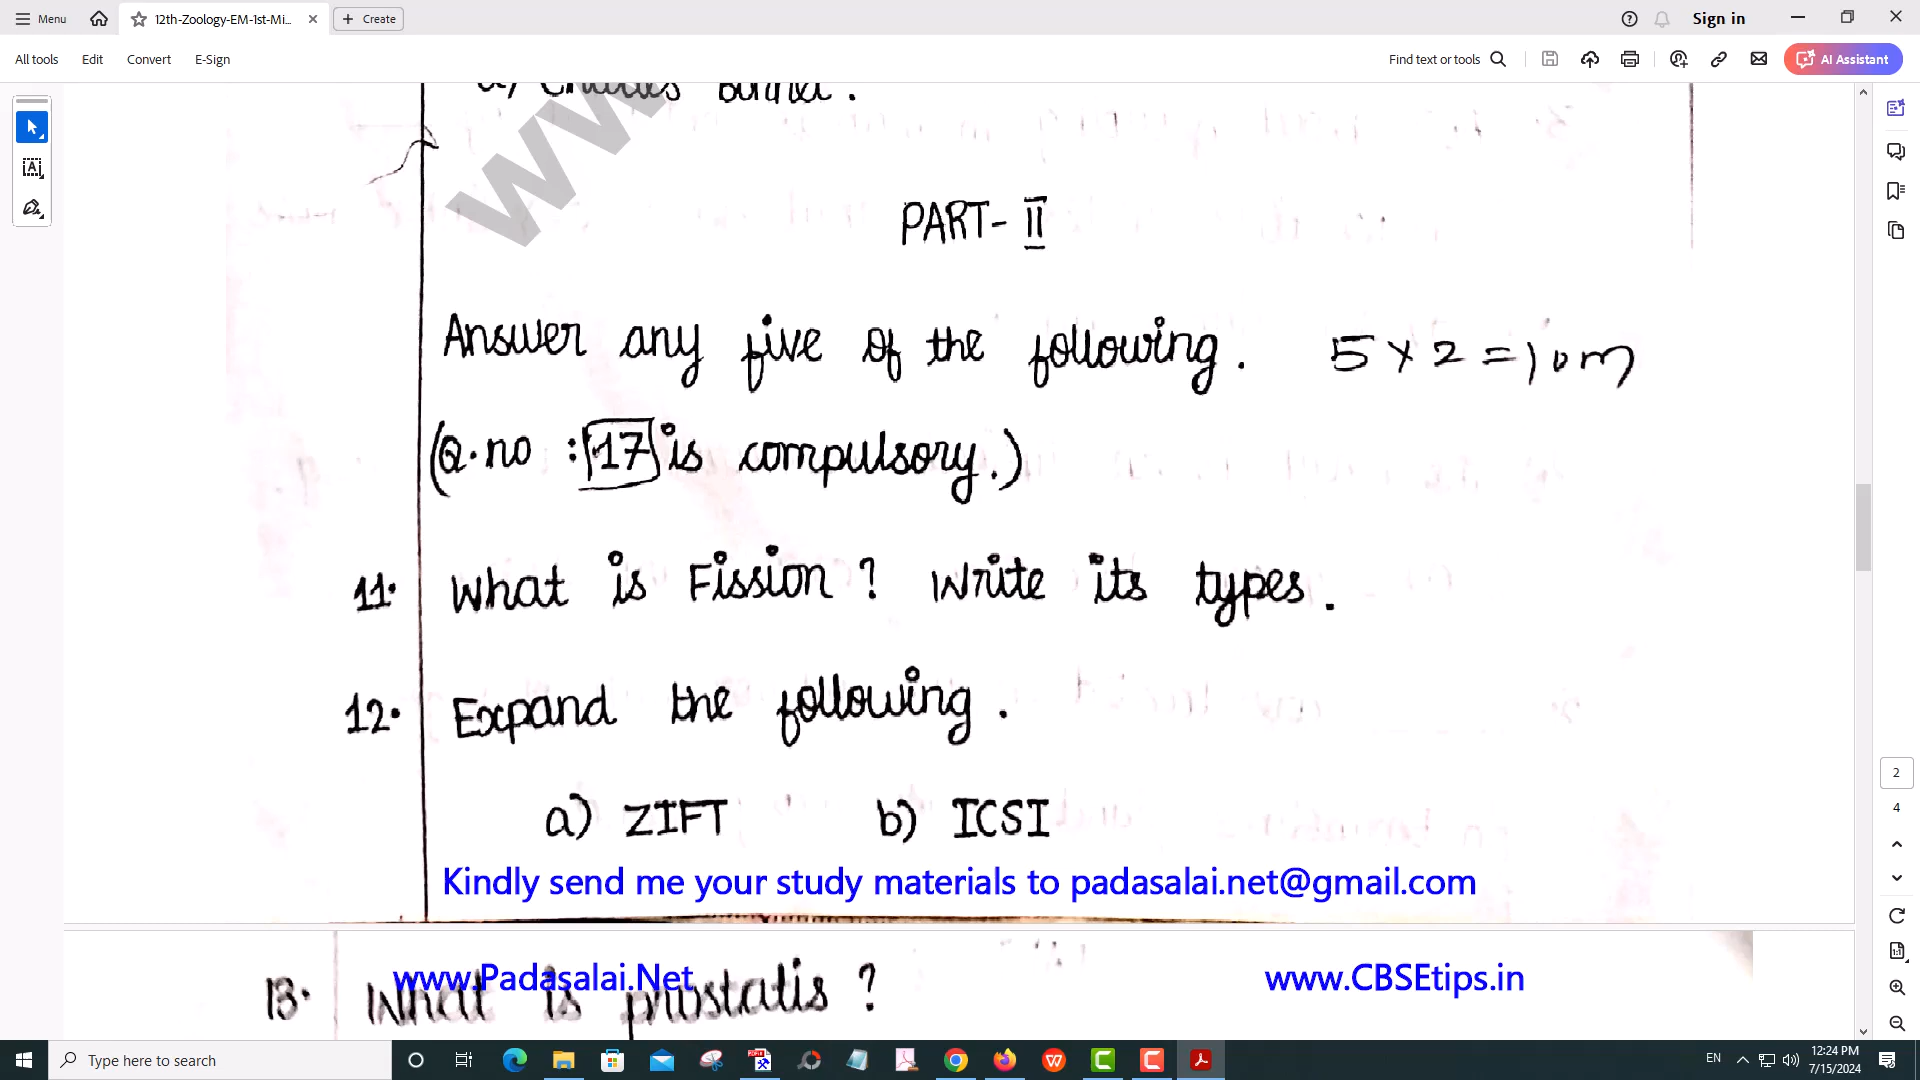 Menu
12th-Zoology-EM-1st-Mi...
Create
Sign in
All tools
Edit
Convert
E-Sign
Find text or tools
AI Assistant
WW
PART-II
Answer any five of the following. 5 x 2 = 10m
(Q.no : 17 is compulsory.)
11. What is Fission? Write its types.
12. Expand the following.
a) ZIFT b) ICSI
Kindly send me your study materials to padasalai.net@gmail.com
www.Padasalai.Net
www.CBSEtips.in
13. What is prostatis ?
2
4
Type here to search
EN
12:24 PM
7/15/2024